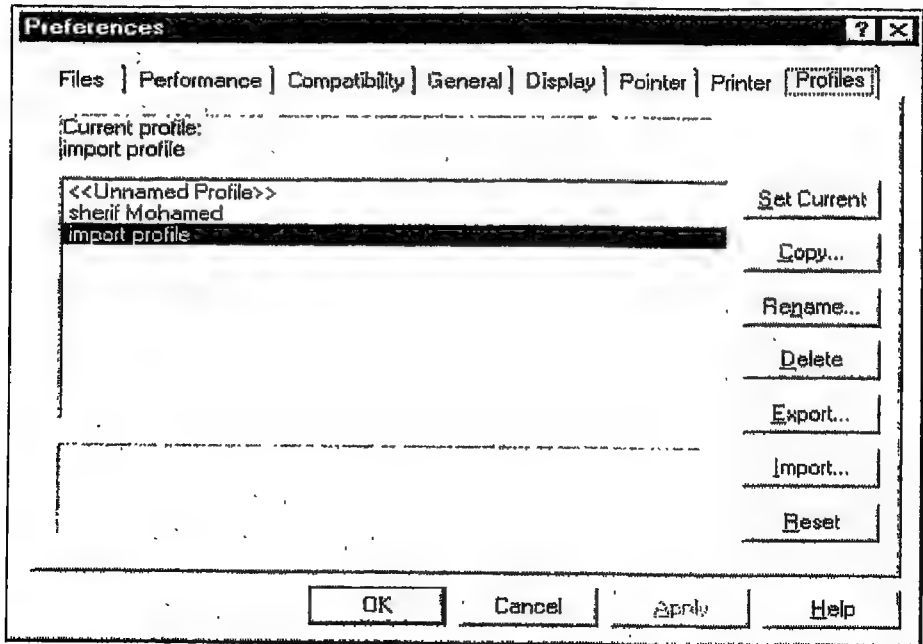 Preferences ? X
Files Performance Compatibility General Display Pointer Printer Profiles
Current profile:
import profile
<<Unnamed Profile>>
sherif Mohamed
import profile
Set Current
Copy...
Rename...
Delete
Export...
Import...
Reset
OK Cancel Apply Help